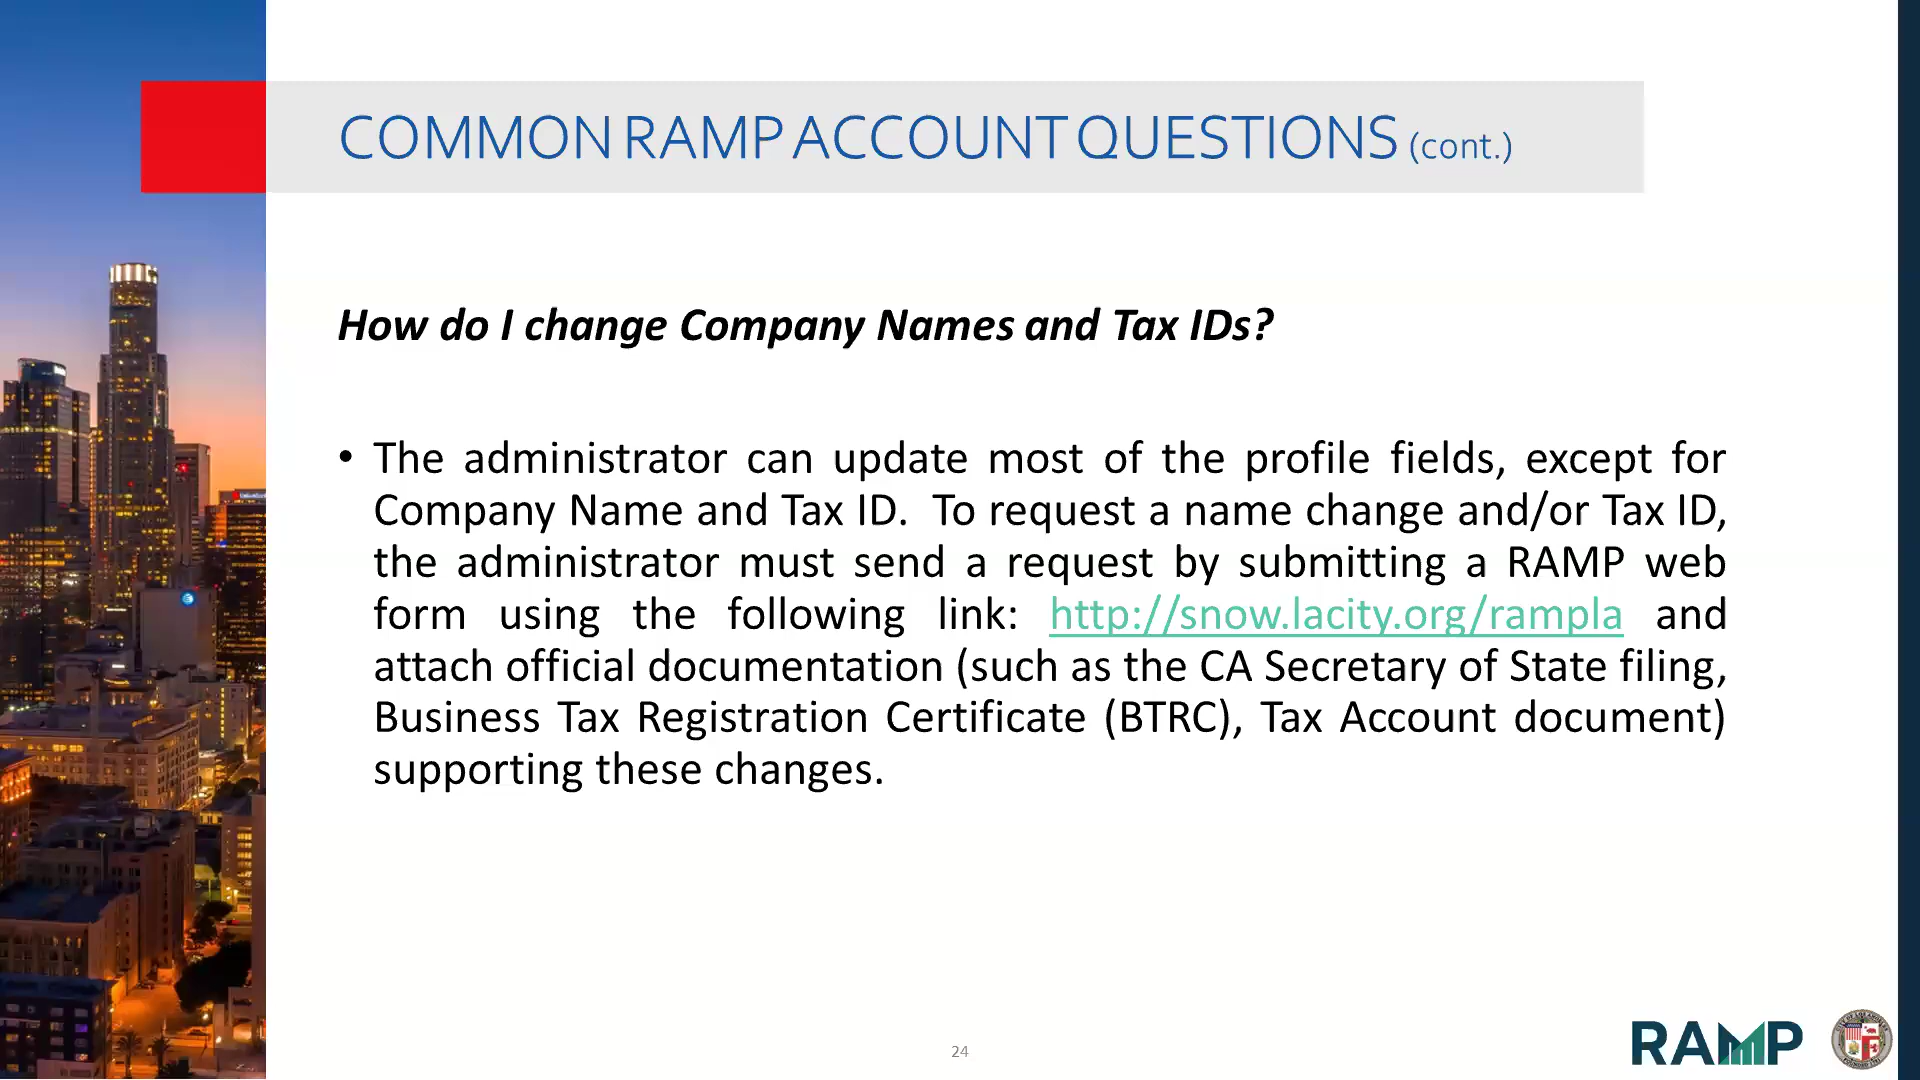 COMMON RAMP ACCOUNT QUESTIONS (cont.)
How do I change Company Names and Tax IDs?
• The administrator can update most of the profile fields, except for
Company Name and Tax ID. To request a name change and/or Tax ID,
the administrator must send a request by submitting a RAMP web
form using the following link: http://snow.lacity.org/rampla and
attach official documentation (such as the CA Secretary of State filing,
Business Tax Registration Certificate (BTRC), Tax Account document)
supporting these changes.
24
RAMP